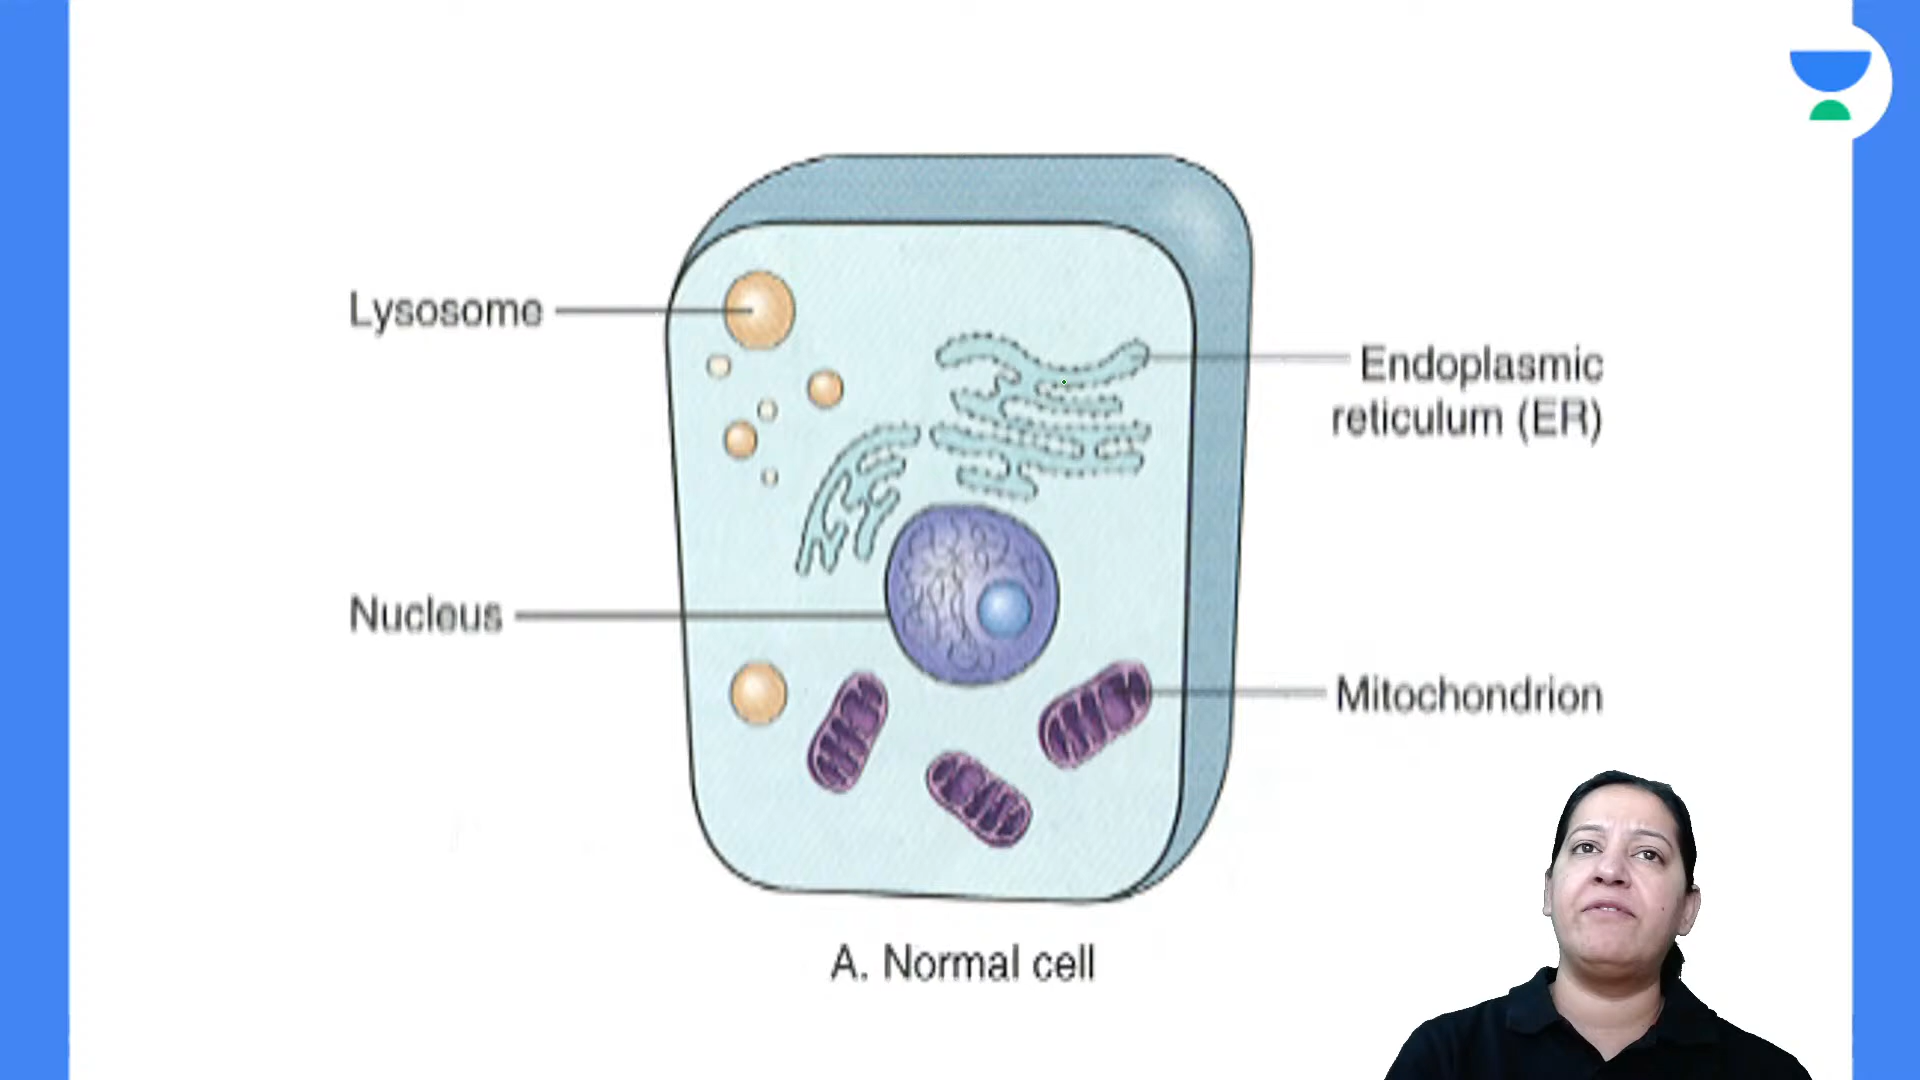 Lysosome
Endoplasmic
reticulum (ER)
Nucleus
Mitochondrion
A. Normal cell